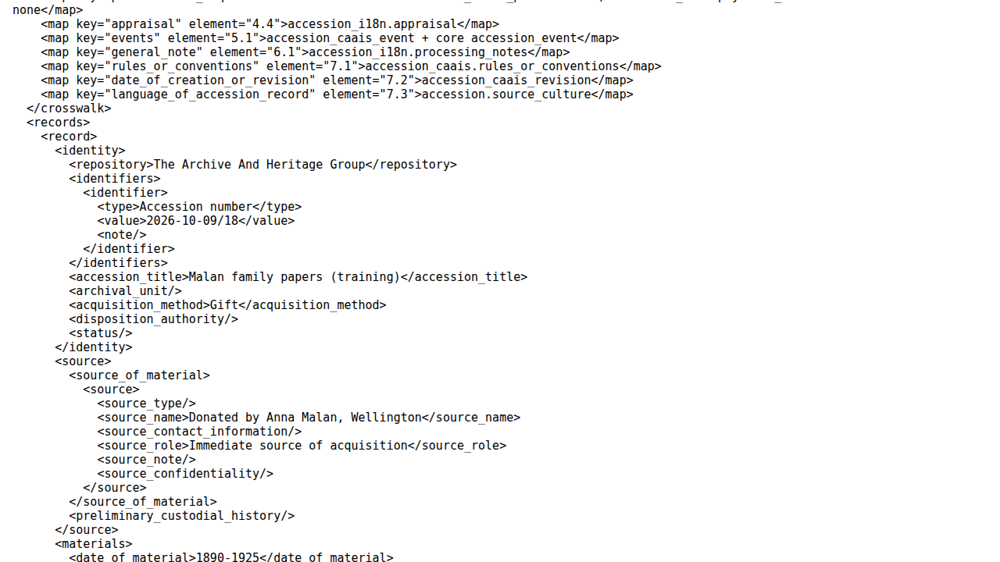 none</map>
    <map key="appraisal" element="4.4">accession_i18n.appraisal</map>
    <map key="events" element="5.1">accession_caais_event + core accession_event</map>
    <map key="general_note" element="6.1">accession_i18n.processing_notes</map>
    <map key="rules_or_conventions" element="7.1">accession_caais.rules_or_conventions</map>
    <map key="date_of_creation_or_revision" element="7.2">accession_caais_revision</map>
    <map key="language_of_accession_record" element="7.3">accession.source_culture</map>
  </crosswalk>
  <records>
    <record>
      <identity>
        <repository>The Archive And Heritage Group</repository>
        <identifiers>
          <identifier>
            <type>Accession number</type>
            <value>2026-10-09/18</value>
            <note/>
          </identifier>
        </identifiers>
        <accession_title>Malan family papers (training)</accession_title>
        <archival_unit/>
        <acquisition_method>Gift</acquisition_method>
        <disposition_authority/>
        <status/>
      </identity>
      <source>
        <source_of_material>
          <source>
            <source_type/>
            <source_name>Donated by Anna Malan, Wellington</source_name>
            <source_contact_information/>
            <source_role>Immediate source of acquisition</source_role>
            <source_note/>
            <source_confidentiality/>
          </source>
        </source_of_material>
        <preliminary_custodial_history/>
      </source>
      <materials>
        <date_of_material>1890-1925</date_of_material>